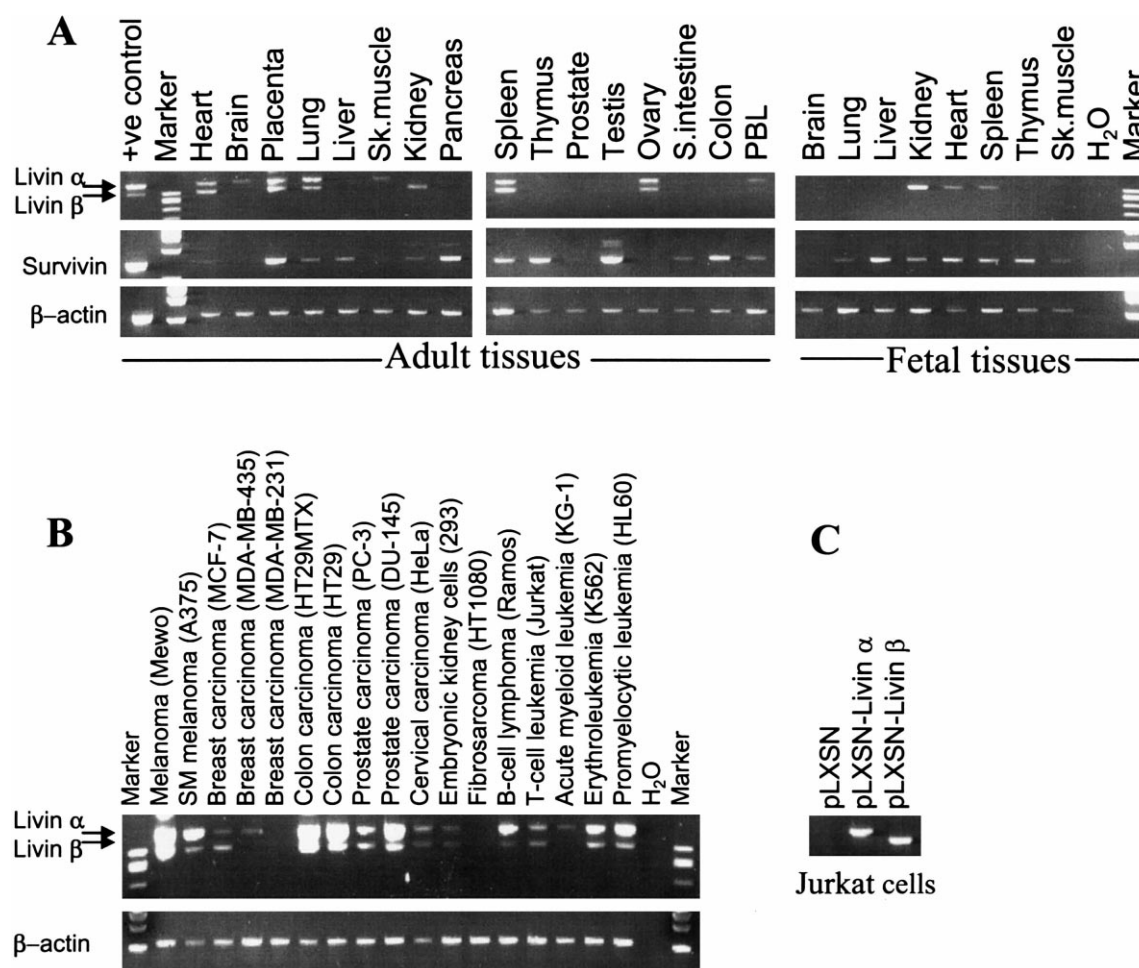 A
+ve control
Marker
Heart
Brain
Placenta
Lung
Liver
Sk.muscle
Kidney
Pancreas
Spleen
Thymus
Prostate
Testis
Ovary
S.intestine
Colon
PBL
Brain
Lung
Liver
Kidney
Heart
Spleen
Thymus
Sk.muscle
H₂O
Marker
Livin α
Livin β
Survivin
β–actin
Adult tissues
Fetal tissues
B
Marker
Melanoma (Mewo)
SM melanoma (A375)
Breast carcinoma (MCF-7)
Breast carcinoma (MDA-MB-435)
Breast carcinoma (MDA-MB-231)
Colon carcinoma (HT29MTX)
Colon carcinoma (HT29)
Prostate carcinoma (PC-3)
Prostate carcinoma (DU-145)
Cervical carcinoma (HeLa)
Embryonic kidney cells (293)
Fibrosarcoma (HT1080)
B-cell lymphoma (Ramos)
T-cell leukemia (Jurkat)
Acute myeloid leukemia (KG-1)
Erythroleukemia (K562)
Promyelocytic leukemia (HL60)
H₂O
Marker
Livin α
Livin β
β–actin
C
pLXSN
pLXSN-Livin α
pLXSN-Livin β
Jurkat cells